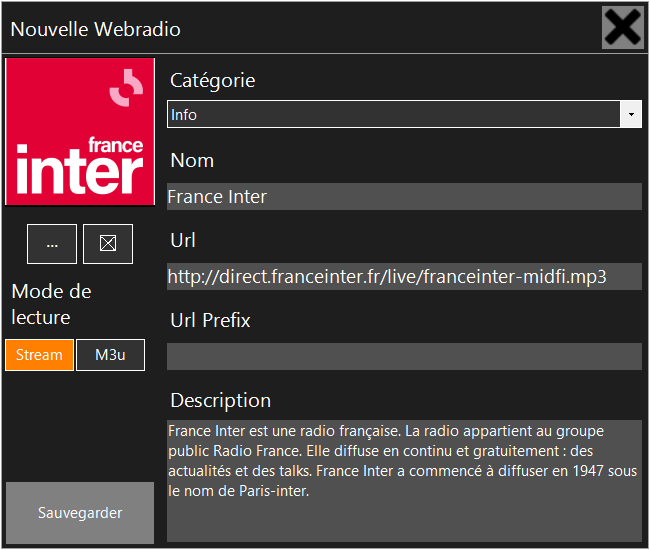 Nouvelle Webradio
france
inter
...
Mode de
lecture
Stream M3u
Sauvegarder
Catégorie
Info
Nom
France Inter
Url
http://direct.franceinter.fr/live/franceinter-midfi.mp3
Url Prefix
Description
France Inter est une radio française. La radio appartient au groupe
public Radio France. Elle diffuse en continu et gratuitement : des
actualités et des talks. France Inter a commencé à diffuser en 1947 sous
le nom de Paris-inter.